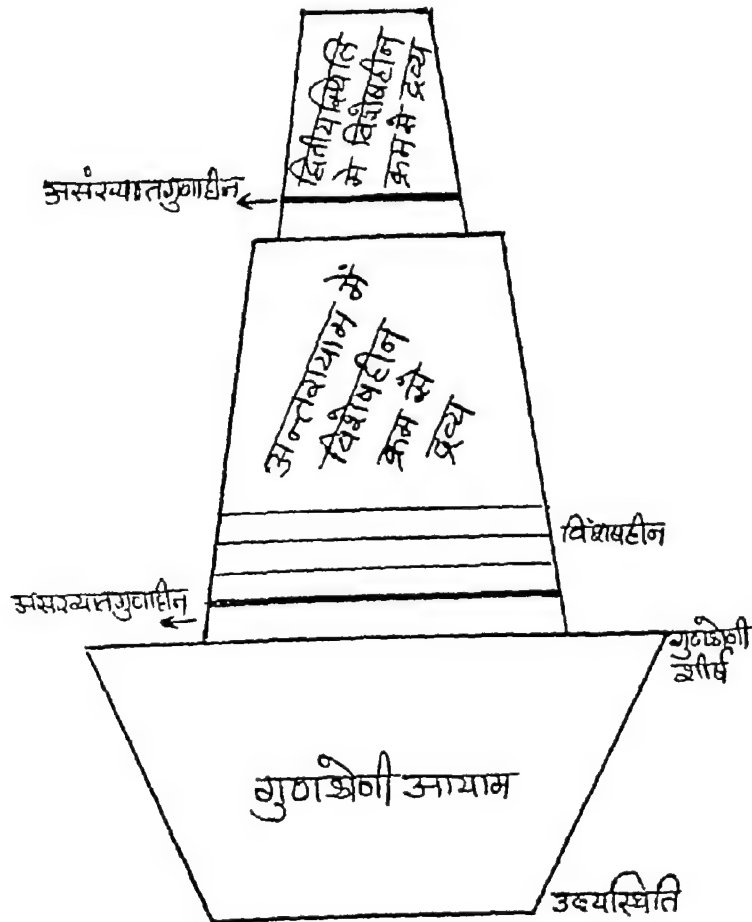 द्वितीयस्थिति
मे विशेषहीन
क्रमसे द्रव्य
असंख्यातगुणहीन
अन्तरायाम में
विशेषहीन
क्रम से
द्रव्य
विशेषहीन
असंख्यातगुणहीन
गुणश्रेणी
शीर्ष
गुणश्रेणी आयाम
उदयस्थिति